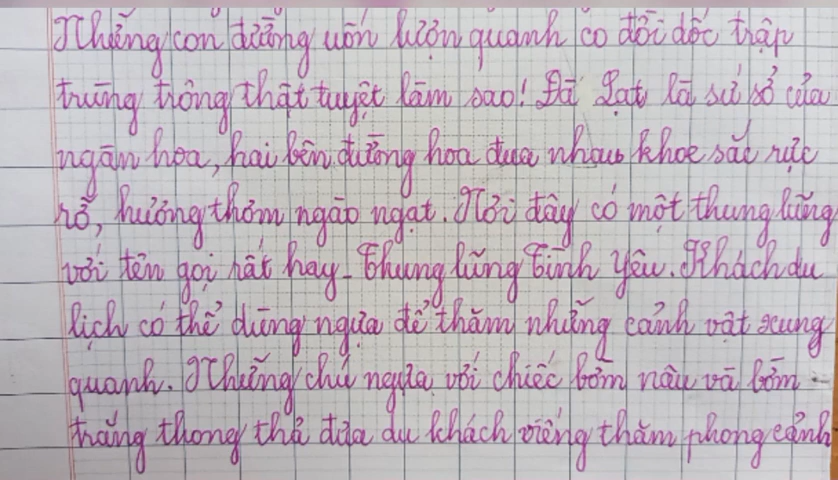 Những con đường uốn lượn quanh co đồi dốc trập
trùng trông thật tuyệt làm sao! Đà Lạt là sứ sở của
ngàn hoa, hai bên đường hoa đua nhau khoe sắc rực
rỡ, hương thơm ngào ngạt. Nơi đây có một thung lũng
với tên gọi rất hay - Thung lũng Tình Yêu. Khách du
lịch có thể dùng ngựa để thăm những cảnh vật xung
quanh. Những chú ngựa với chiếc bờm nâu và bờm
trắng thong thả đưa du khách viếng thăm phong cảnh